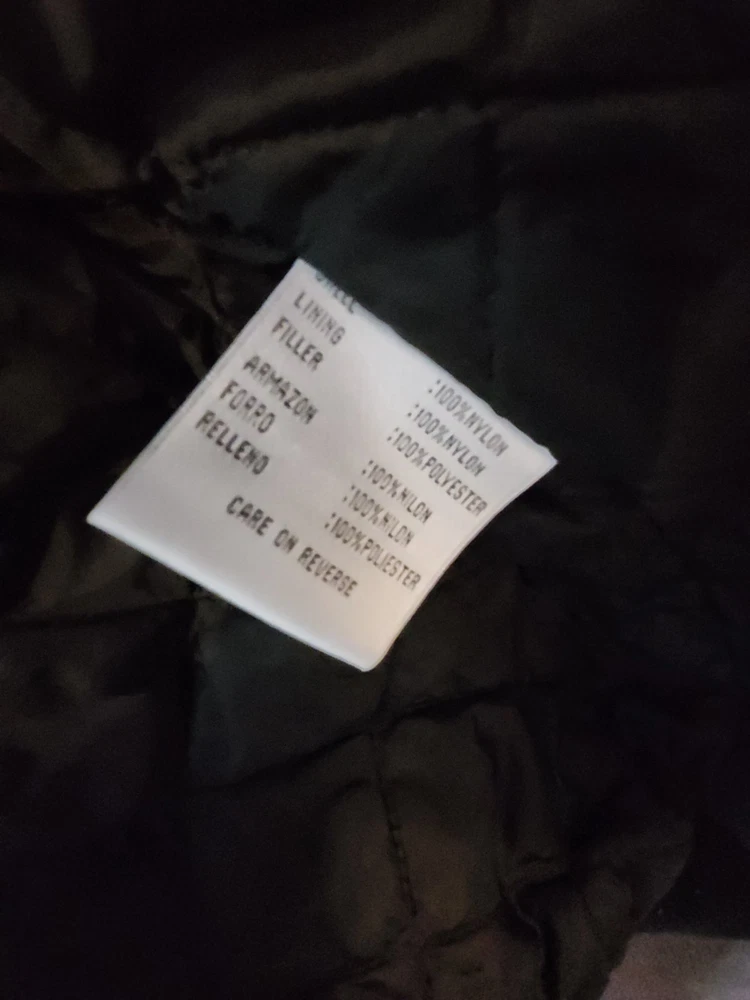 SHELL :100%NYLON
LINING :100%NYLON
FILLER :100%POLYESTER
ARMAZON :100%NILON
FORRO :100%NILON
RELLENO :100%POLIESTER
CARE ON REVERSE